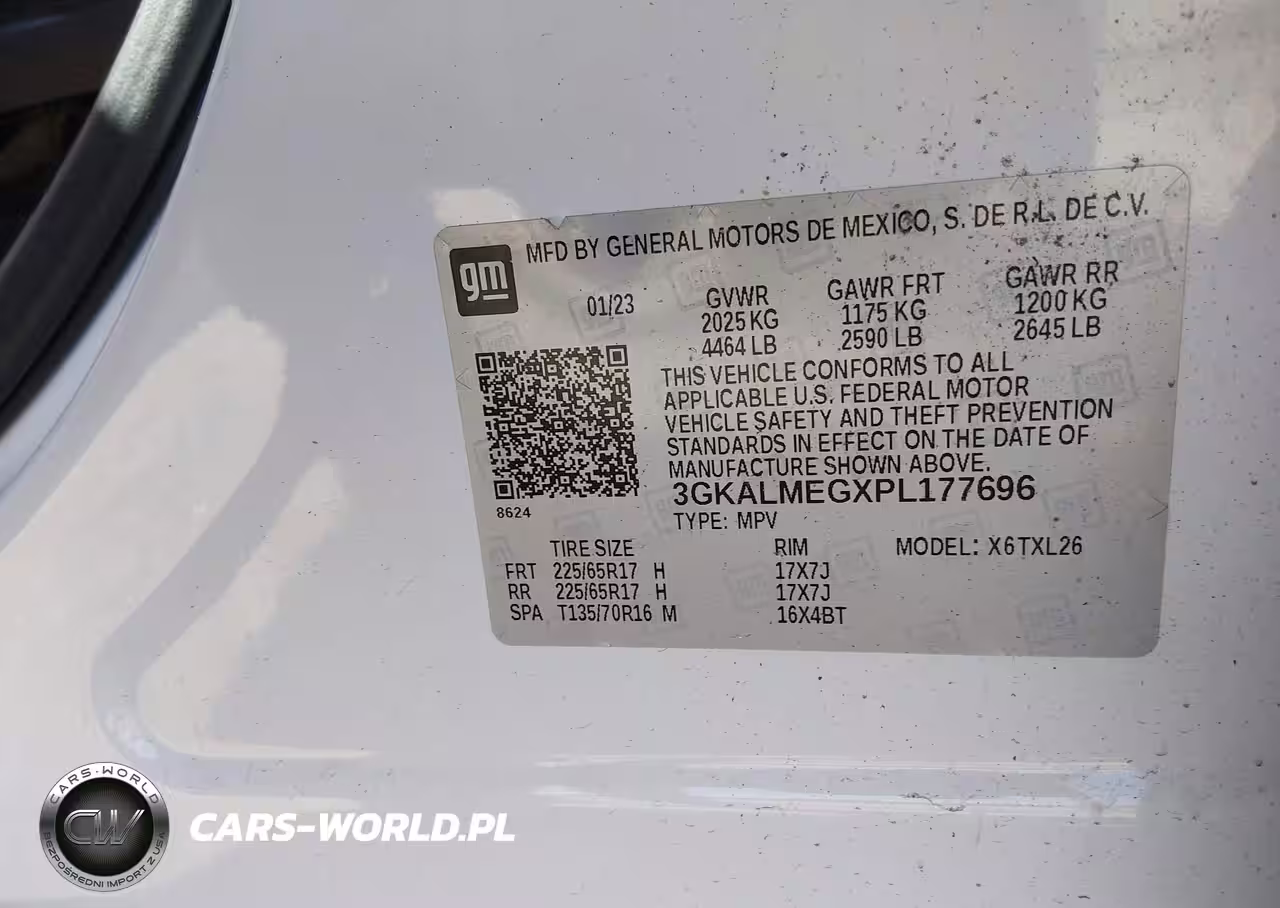 MFD BY GENERAL MOTORS DE MEXICO, S. DE R.L. DE C.V.
gm
01/23 GVWR GAWR FRT GAWR RR
2025 KG 1175 KG 1200 KG
4464 LB 2590 LB 2645 LB
THIS VEHICLE CONFORMS TO ALL
APPLICABLE U.S. FEDERAL MOTOR
VEHICLE SAFETY AND THEFT PREVENTION
STANDARDS IN EFFECT ON THE DATE OF
MANUFACTURE SHOWN ABOVE.
3GKALMEGXPL177696
8624
TYPE: MPV
TIRE SIZE RIM MODEL: X6TXL26
FRT 225/65R17 H 17X7J
RR 225/65R17 H 17X7J
SPA T135/70R16 M 16X4BT
CARS-WORLD
CW
BEZPOŚREDNI IMPORT Z USA
CARS-WORLD.PL